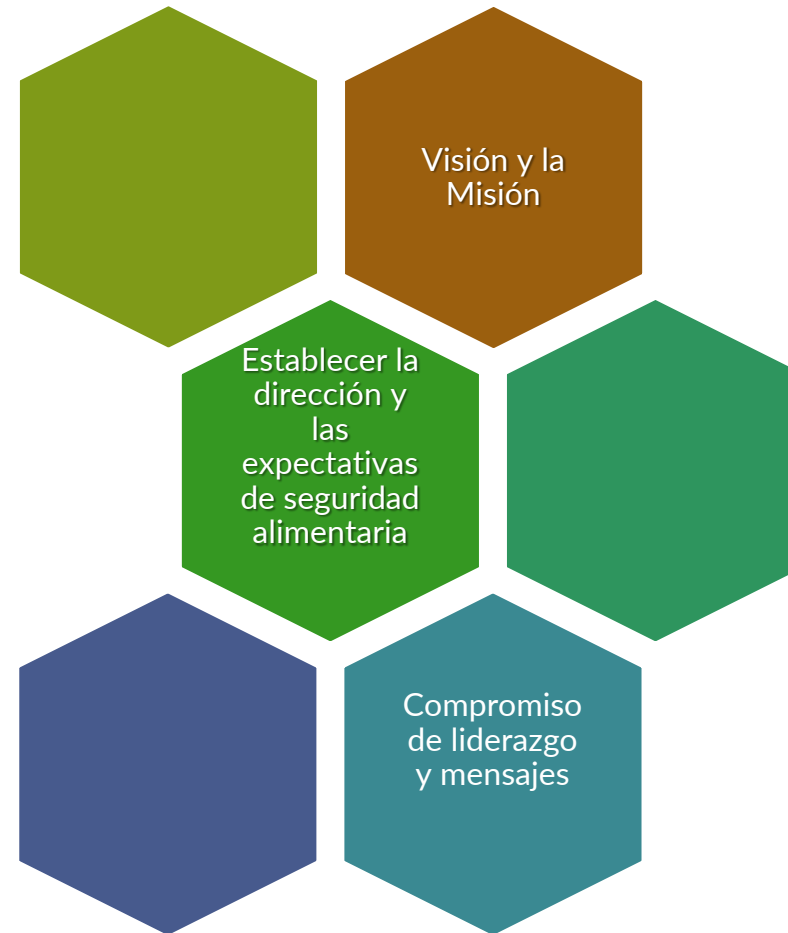 Visión y la
Misión
Establecer la
dirección y
las
expectativas
de seguridad
alimentaria
Compromiso
de liderazgo
y mensajes